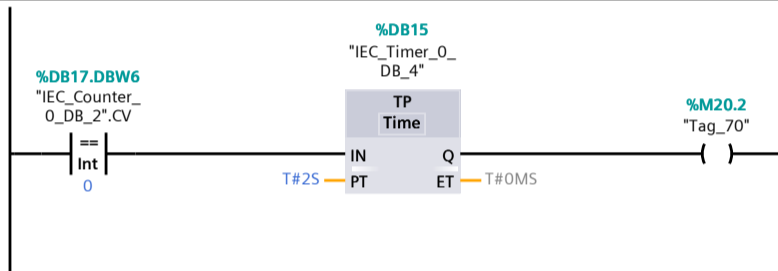 %DB15
"IEC_Timer_0_
DB_4"
%DB17.DBW6
"IEC_Counter_
0_DB_2".CV
TP
Time
%M20.2
"Tag_70"
==
Int
0
IN
Q
T#2S
PT
ET
T#0MS